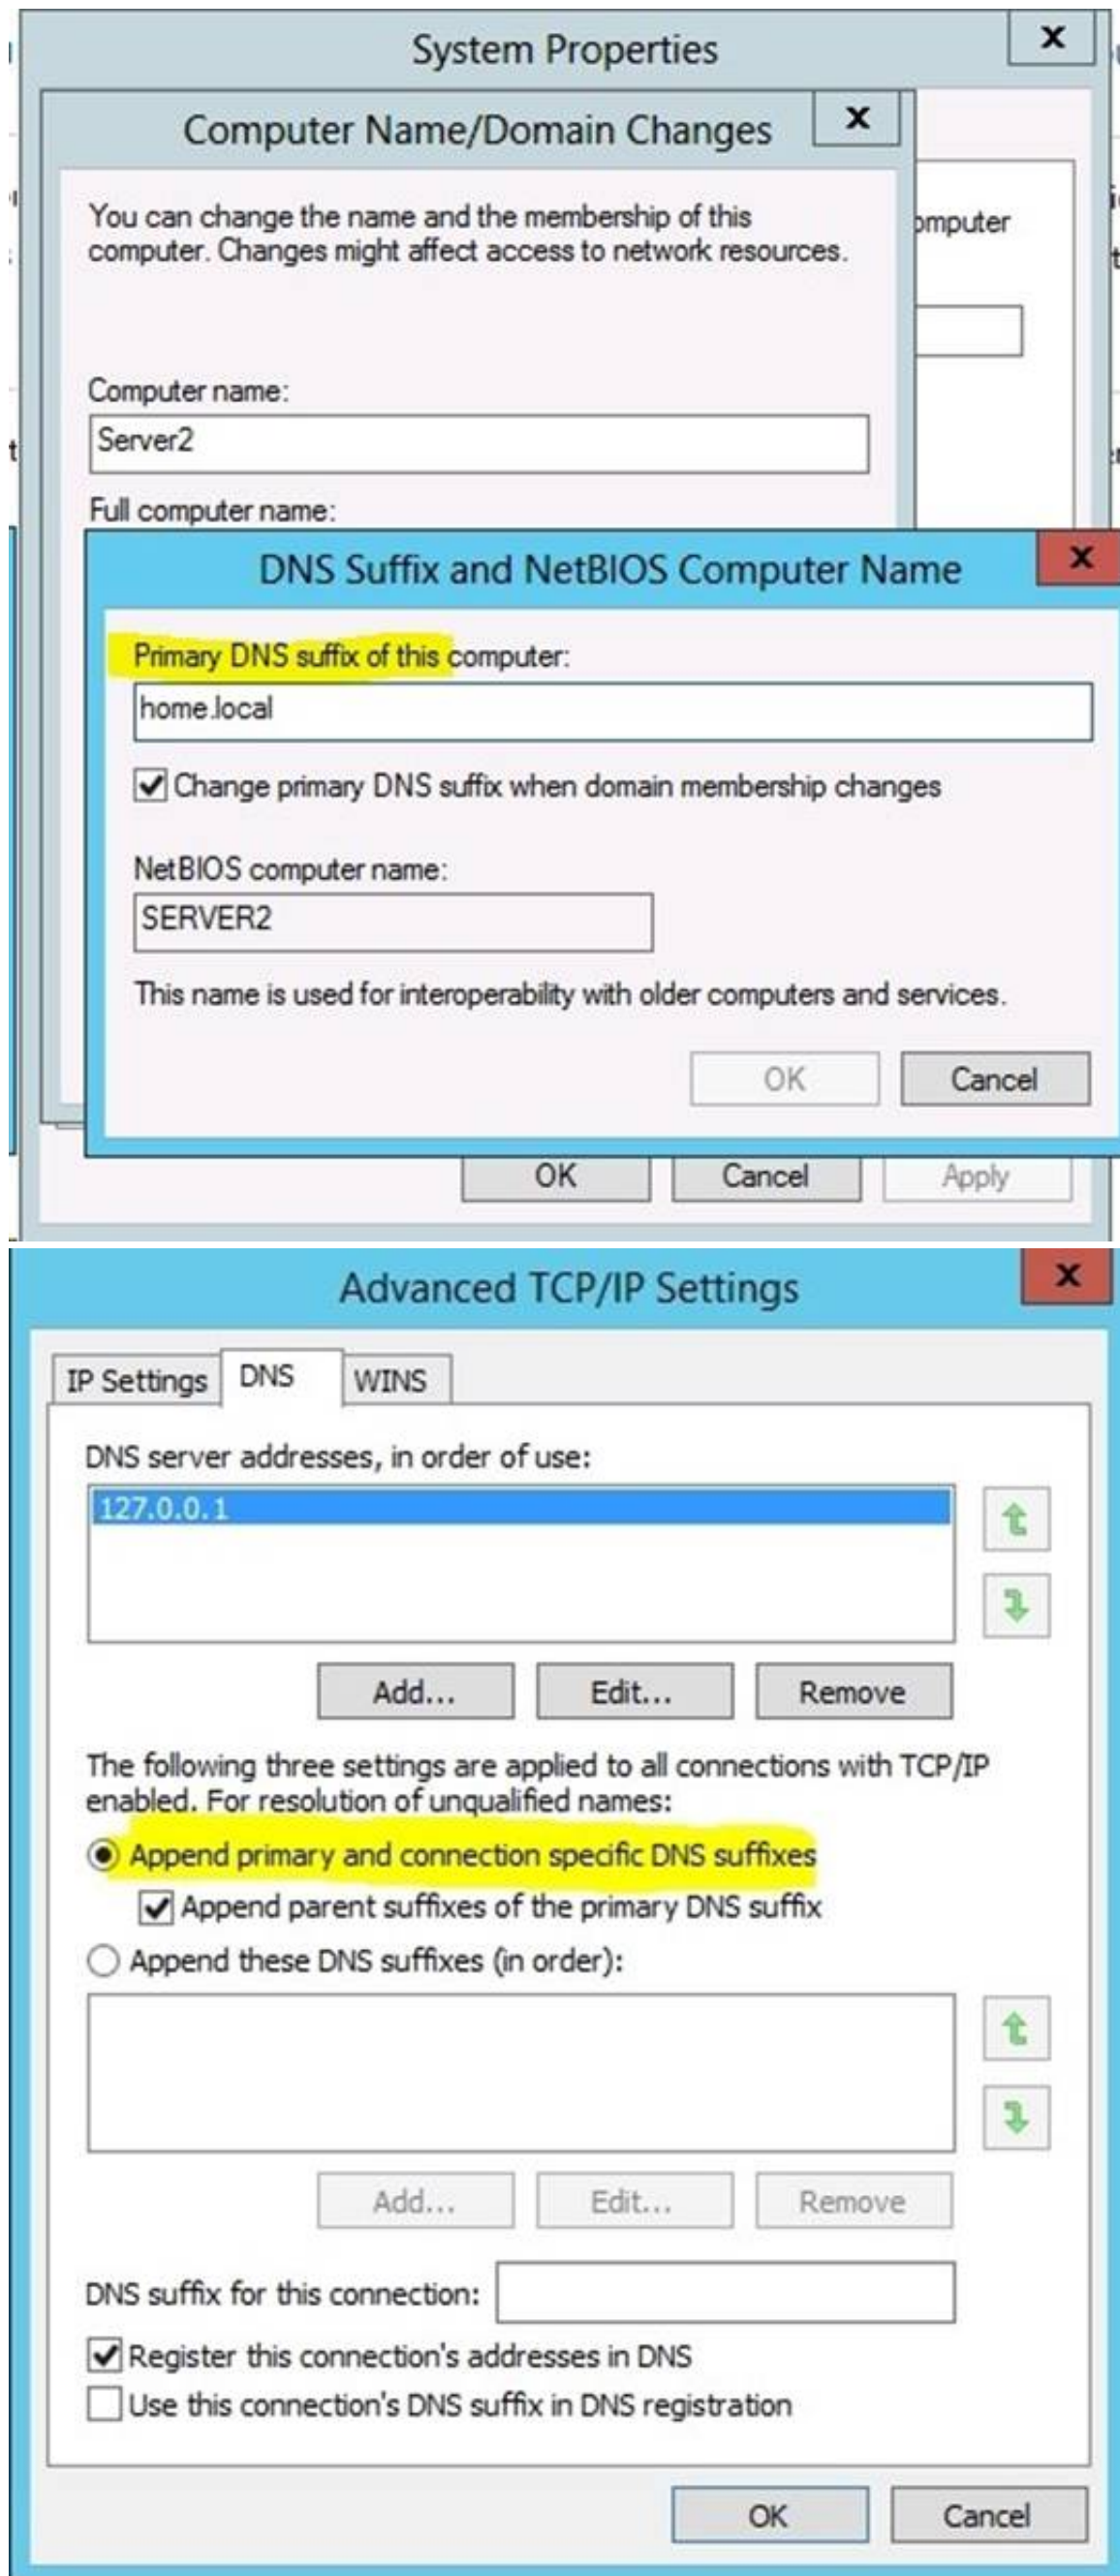 System Properties
Computer Name/Domain Changes
You can change the name and the membership of this
computer. Changes might affect access to network resources.
omputer
Computer name:
Server2
Full computer name:
DNS Suffix and NetBIOS Computer Name
Primary DNS suffix of this computer:
home.local
Change primary DNS suffix when domain membership changes
NetBIOS computer name:
SERVER2
This name is used for interoperability with older computers and services.
OK Cancel
OK Cancel Apply
Advanced TCP/IP Settings
IP Settings DNS WINS
DNS server addresses, in order of use:
127.0.0.1
Add... Edit... Remove
The following three settings are applied to all connections with TCP/IP
enabled. For resolution of unqualified names:
Append primary and connection specific DNS suffixes
Append parent suffixes of the primary DNS suffix
Append these DNS suffixes (in order):
Add... Edit... Remove
DNS suffix for this connection:
Register this connection's addresses in DNS
Use this connection's DNS suffix in DNS registration
OK Cancel